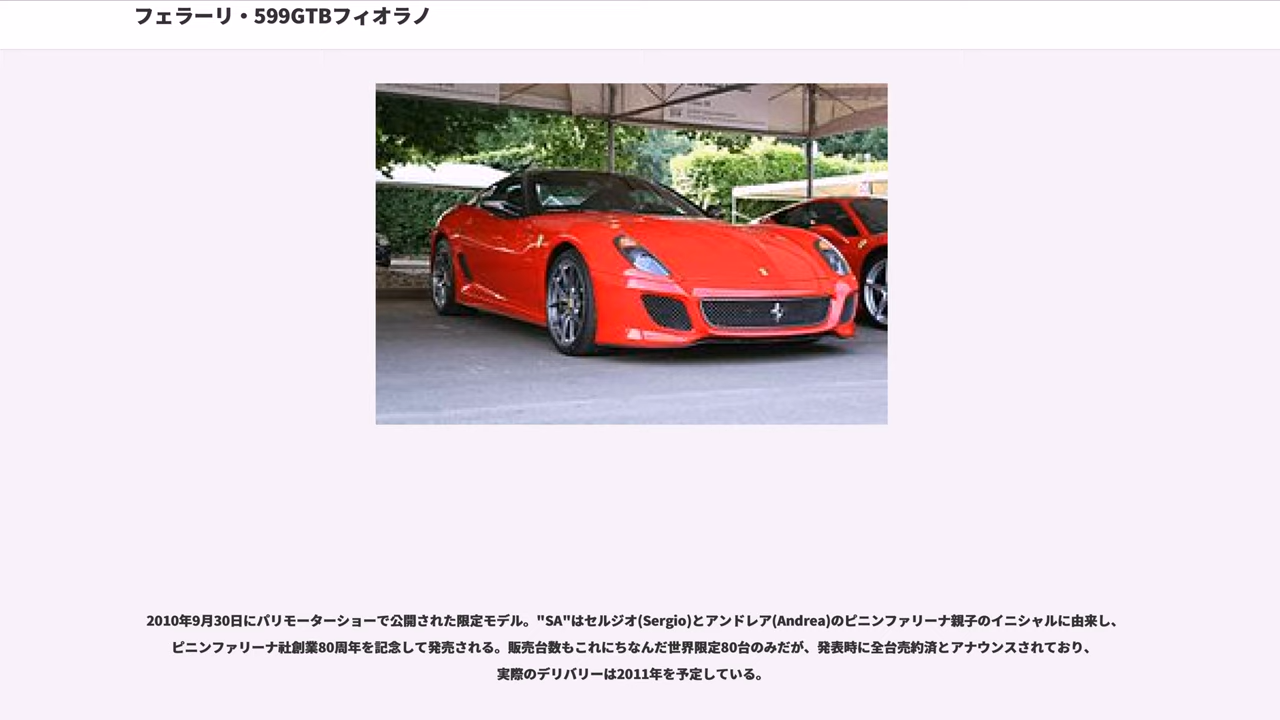 フェラーリ・599GTBフィオラノ
2010年9月30日にパリモーターショーで公開された限定モデル。"SA"はセルジオ(Sergio)とアンドレア(Andrea)のピニンファリーナ親子のイニシャルに由来し、
ピニンファリーナ社創業80周年を記念して発売される。販売台数もこれにちなんだ世界限定80台のみだが、発表時に全台売約済とアナウンスされており、
実際のデリバリーは2011年を予定している。